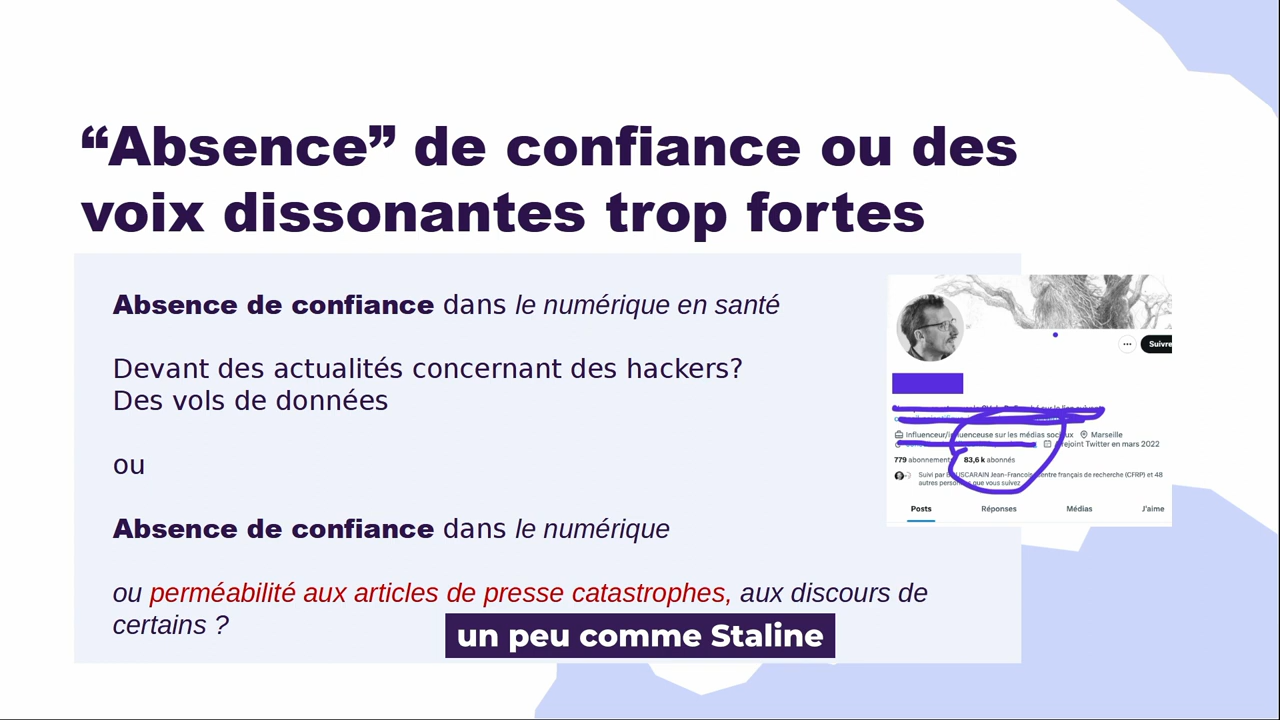 “Absence” de confiance ou des
voix dissonantes trop fortes
Absence de confiance dans le numérique en santé
Devant des actualités concernant des hackers?
Des vols de données
ou
Absence de confiance dans le numérique
ou perméabilité aux articles de presse catastrophes, aux discours de
certains ?
un peu comme Staline
Suivre
Influenceur/influenceuse sur les médias sociaux Marseille
rejoint Twitter en mars 2022
779 abonnements 83,6 k abonnés
Suivi par Jean-Francois, centre français de recherche (CFRP) et 48
autres personnes que vous suivez
Posts Réponses Médias J'aime